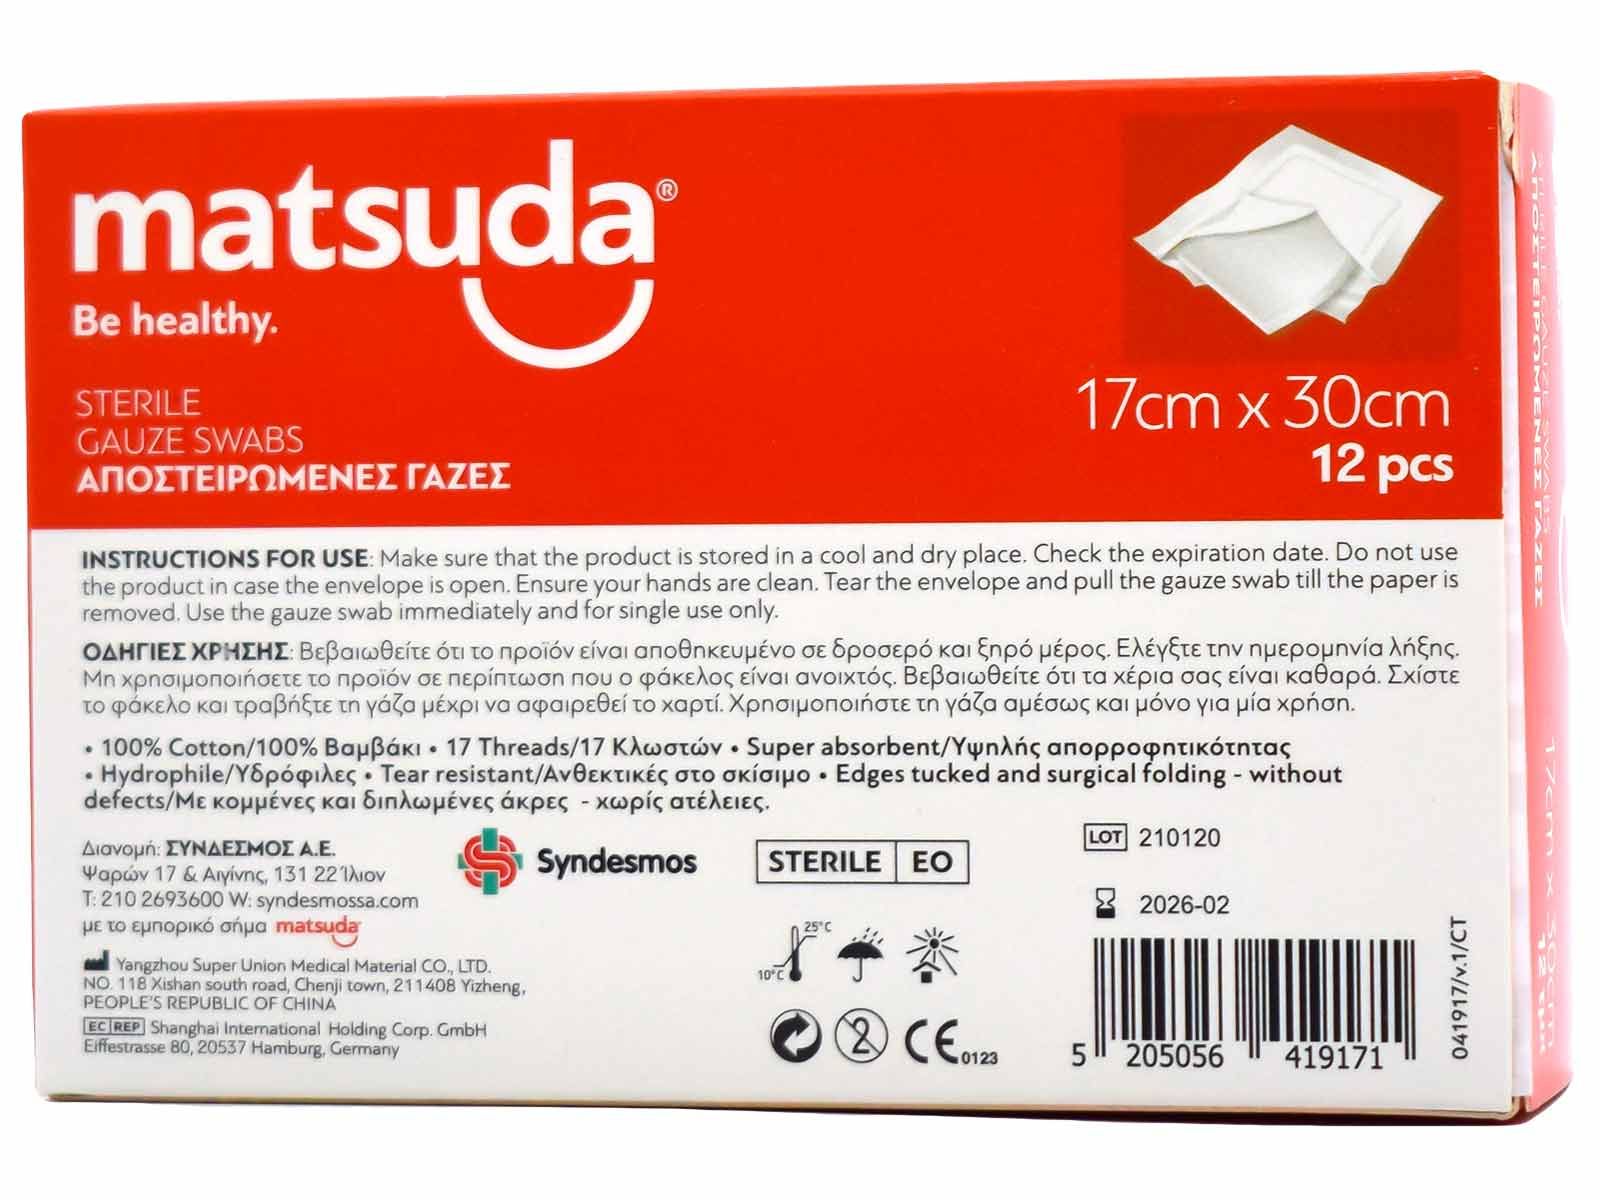 matsuda®
Be healthy.
STERILE
GAUZE SWABS
ΑΠΟΣΤΕΙΡΩΜΕΝΕΣ ΓΑΖΕΣ
17cm x 30cm
12 pcs
INSTRUCTIONS FOR USE: Make sure that the product is stored in a cool and dry place. Check the expiration date. Do not use
the product in case the envelope is open. Ensure your hands are clean. Tear the envelope and pull the gauze swab till the paper is
removed. Use the gauze swab immediately and for single use only.
ΟΔΗΓΙΕΣ ΧΡΗΣΗΣ: Βεβαιωθείτε ότι το προϊόν είναι αποθηκευμένο σε δροσερό και ξηρό μέρος. Ελέγξτε την ημερομηνία λήξης.
Μη χρησιμοποιήσετε το προϊόν σε περίπτωση που ο φάκελος είναι ανοιχτός. Βεβαιωθείτε ότι τα χέρια σας είναι καθαρά. Σχίστε
το φάκελο και τραβήξτε τη γάζα μέχρι να αφαιρεθεί το χαρτί. Χρησιμοποιήστε τη γάζα αμέσως και μόνο για μία χρήση.
• 100% Cotton/100% Βαμβάκι • 17 Threads/17 Κλωστών • Super absorbent/Υψηλής απορροφητικότητας
• Hydrophile/Υδρόφιλες • Tear resistant/Ανθεκτικές στο σκίσιμο • Edges tucked and surgical folding - without
defects/Με κομμένες και διπλωμένες άκρες - χωρίς ατέλειες.
Διανομή: ΣΥΝΔΕΣΜΟΣ Α.Ε.
Ψαρών 17 & Αιγίνης, 131 22 Ίλιον
T: 210 2693600 W: syndesmossa.com
με το εμπορικό σήμα matsuda
Syndesmos
Yangzhou Super Union Medical Material CO., LTD.
NO. 118 Xishan south road, Chenji town, 211408 Yizheng,
PEOPLE'S REPUBLIC OF CHINA
EC REP Shanghai International Holding Corp. GmbH
Eiffestrasse 80, 20537 Hamburg, Germany
STERILE EO
25°C
10°C
2
CE 0123
LOT 210120
2026-02
5 205056 419171
041917/v.1/CT
STERILE GAUZE SWABS
ΑΠΟΣΤΕΙΡΩΜΕΝΕΣ ΓΑΖΕΣ
17cm x 30cm